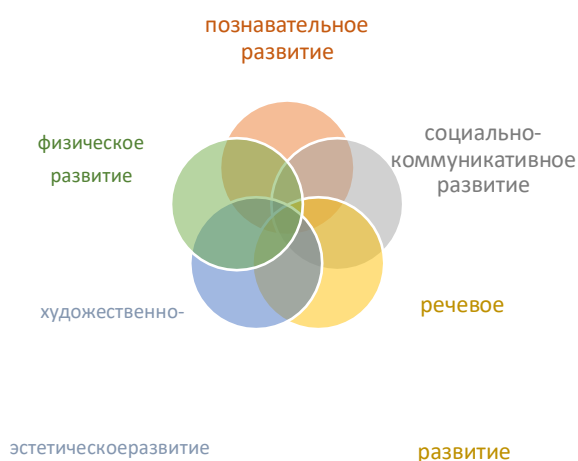 познавательное
развитие
физическое
развитие
социально-
коммуникативное
развитие
художественно-
речевое
эстетическоеразвитие
развитие